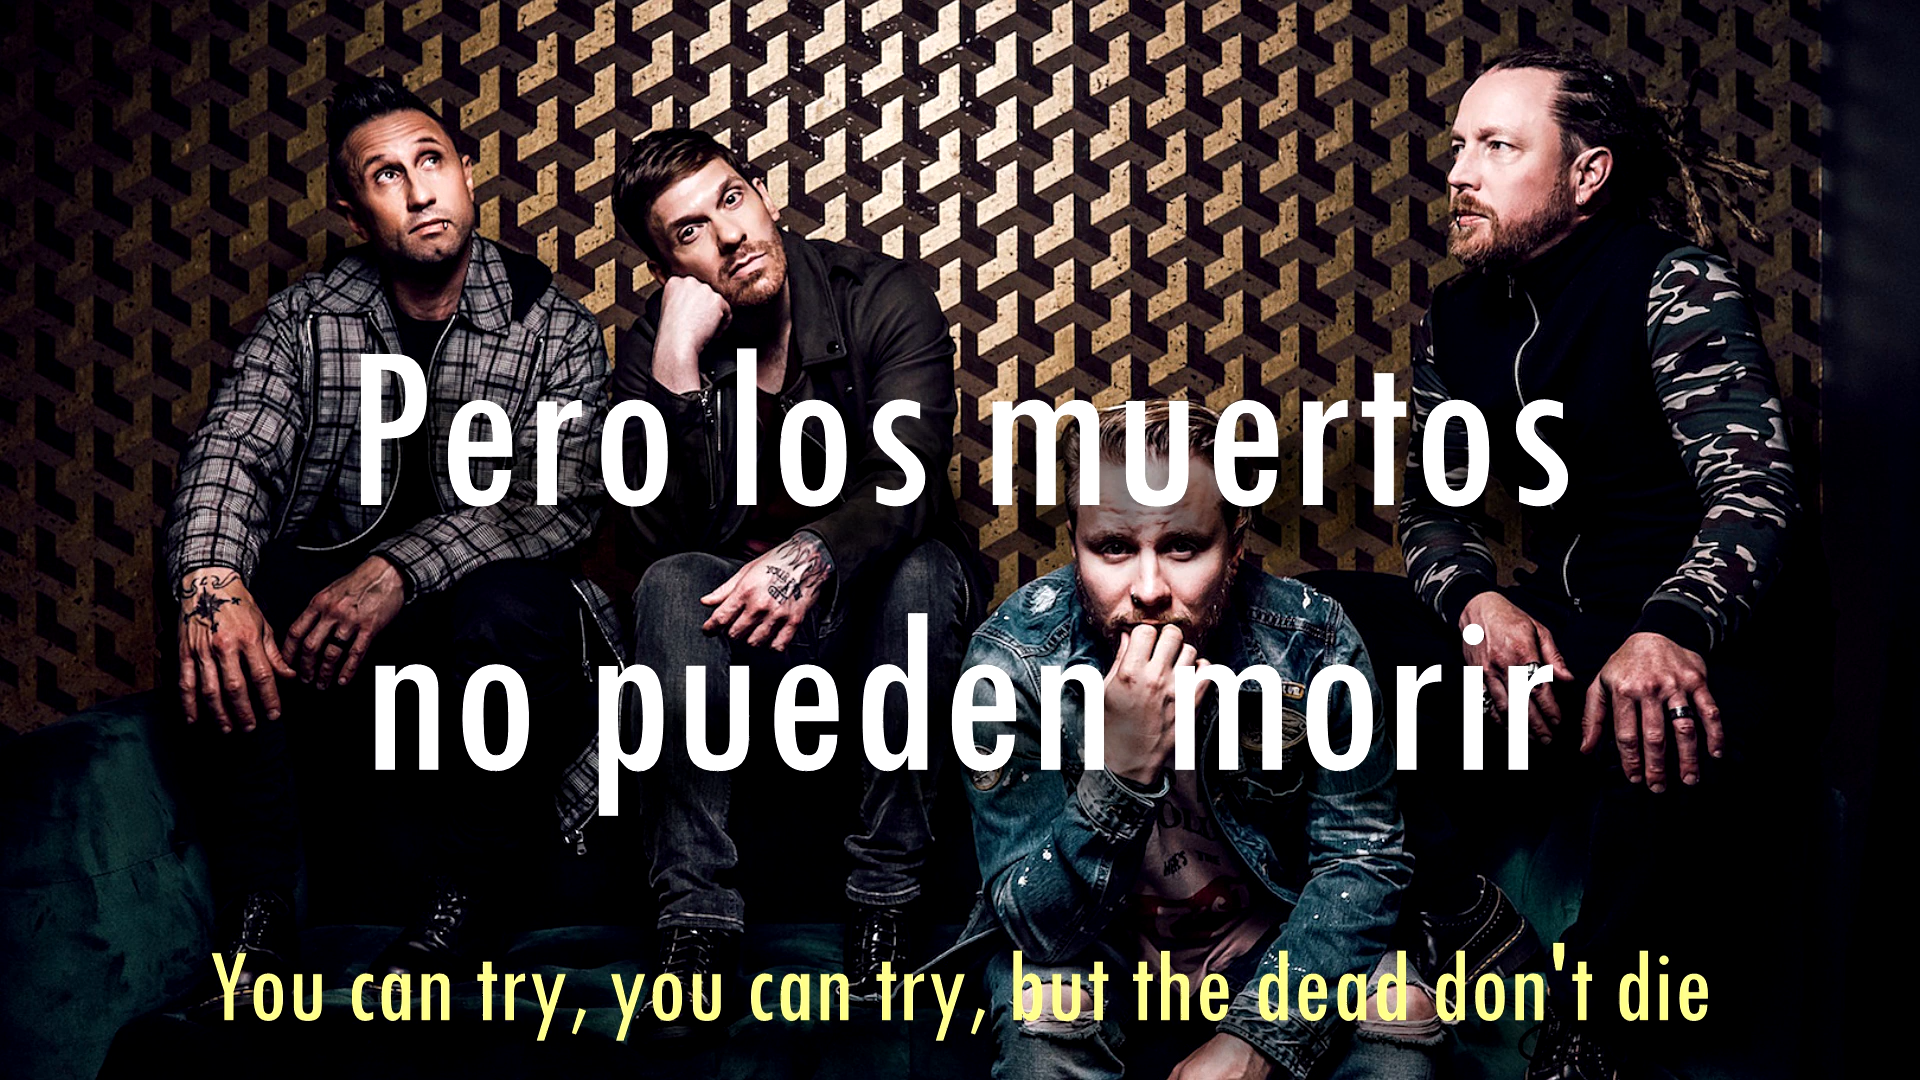 Pero los muertos
no pueden morir
You can try, you can try, but the dead don't die